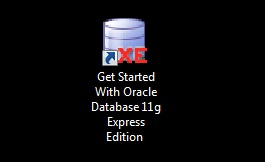 XE
Get Started
With Oracle
Database 11g
Express
Edition